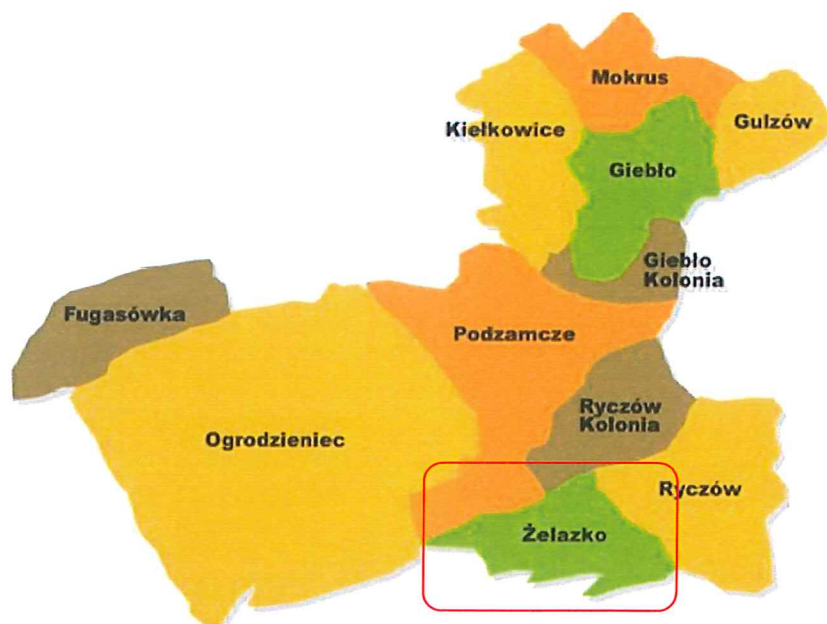 Mokrus
Kiełkowice
Gulzów
Giebło
Giebło
Kolonia
Fugasówka
Podzamcze
Ryczów
Kolonia
Ogrodzieniec
Ryczów
Żelazko